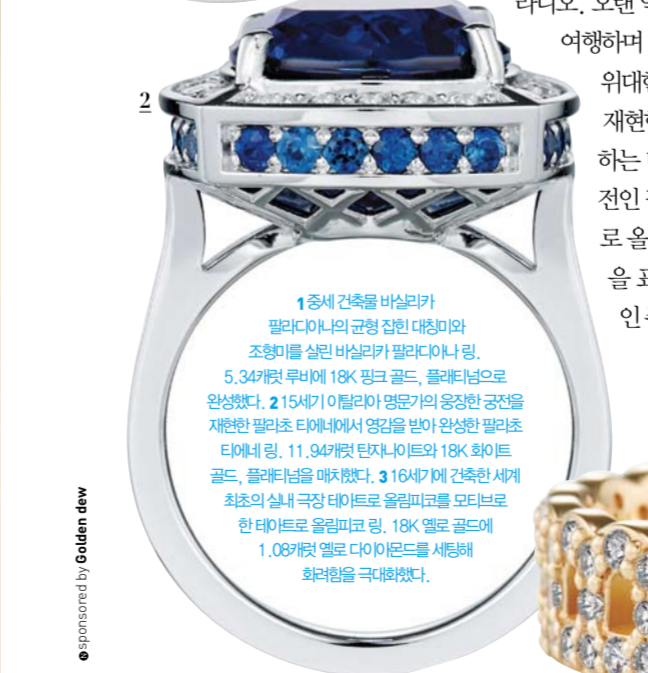 라디오. 오랜
여행하며
2
하는
전인
로
을
1 중세 건축물 바실리카
팔라디아나의 균형 잡힌 대칭미와
조형미를 살린 바실리카 팔라디아나 링.
5.34캐럿 루비에 18K 핑크 골드, 플래티넘으로
완성했다. 2 15세기 이탈리아 명문가의 웅장한 궁전을
재현한 팔라초 티에네에서 영감을 받아 완성한 팔라초
티에네 링. 11.94캐럿 탄자나이트와 18K 화이트
골드, 플래티넘을 매치했다. 3 16세기에 건축한 세계
최초의 실내 극장 테아트로 올림피코를 모티브로
한 테아트로 올림피코 링. 18K 옐로 골드에
1.08캐럿 옐로 다이아몬드를 세팅해
화려함을 극대화했다.
sponsored by Golden dew